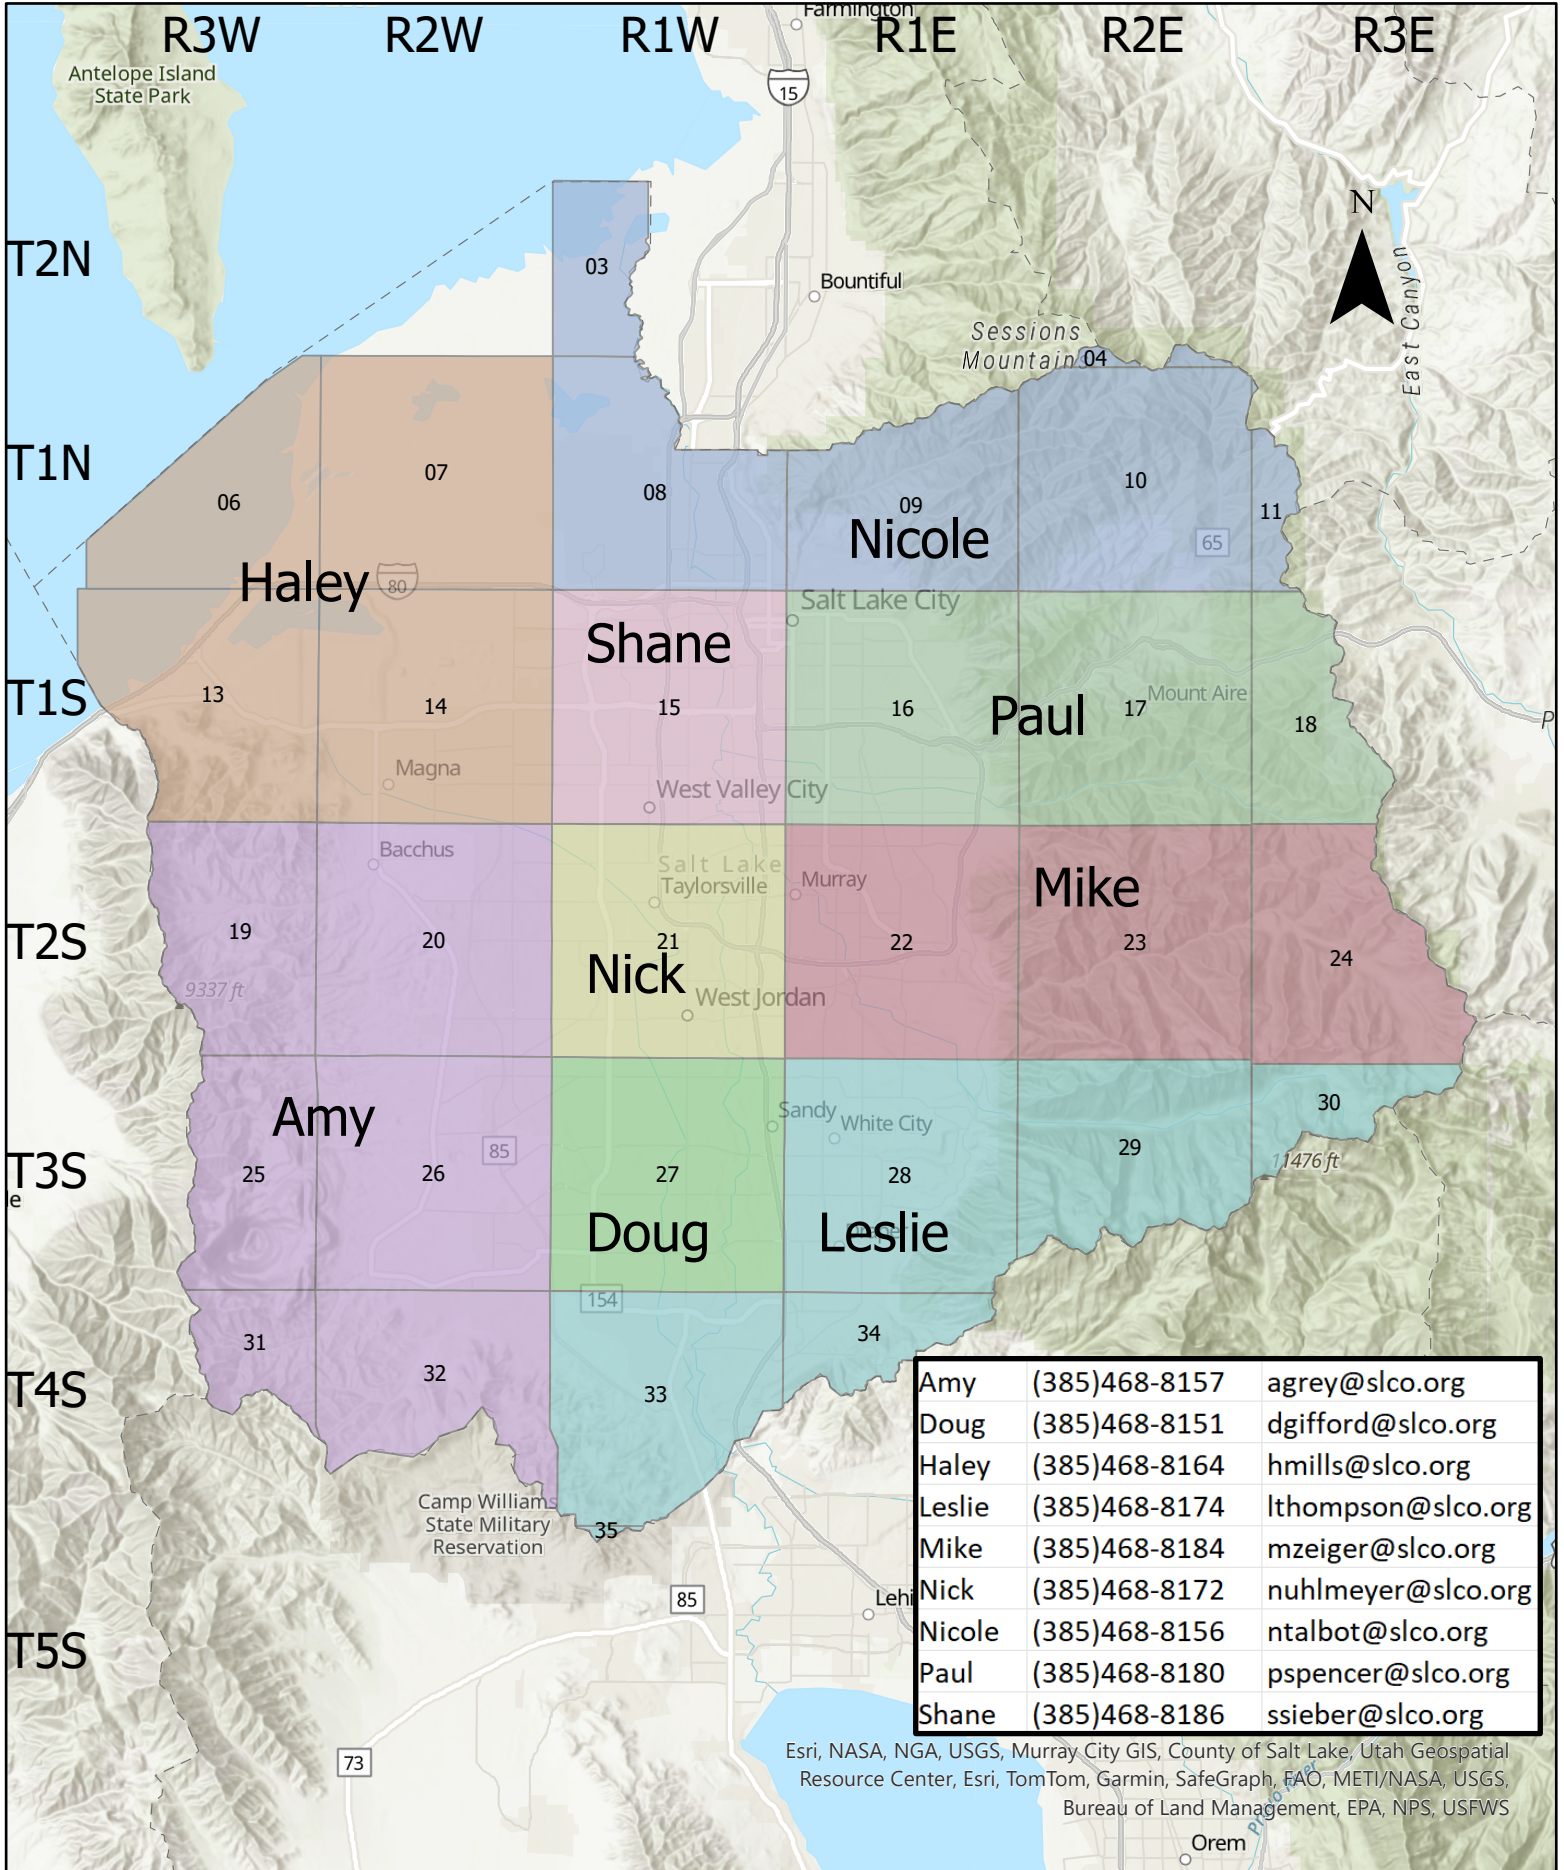 Farmington
R3W R2W R1W R1E R2E R3E
Antelope Island
State Park
15
N
T2N
03
Bountiful
East Canyon
Sessions
Mountains
04
T1N
06
07
08
09
10
11
65
Nicole
Haley
80
Salt Lake City
Shane
T1S
13
14
15
16
Paul
17
Mount Aire
18
P
Magna
West Valley City
Bacchus
Salt Lake
Taylorsville
Murray
Mike
T2S
19
20
21
22
23
24
Nick
9337 ft
West Jordan
Amy
Sandy
White City
30
85
29
T3S
e
25
26
27
28
11476 ft
Doug
Leslie
154
31
32
33
34
T4S
Amy (385)468-8157 agrey@slco.org
Doug (385)468-8151 dgifford@slco.org
Haley (385)468-8164 hmills@slco.org
Leslie (385)468-8174 lthompson@slco.org
Mike (385)468-8184 mzeiger@slco.org
Nick (385)468-8172 nuhlmeyer@slco.org
Nicole (385)468-8156 ntalbot@slco.org
Paul (385)468-8180 pspencer@slco.org
Shane (385)468-8186 ssieber@slco.org
Camp Williams
State Military
Reservation
35
85
Lehi
T5S
73
Esri, NASA, NGA, USGS, Murray City GIS, County of Salt Lake, Utah Geospatial
Resource Center, Esri, TomTom, Garmin, SafeGraph, FAO, METI/NASA, USGS,
Bureau of Land Management, EPA, NPS, USFWS
Orem